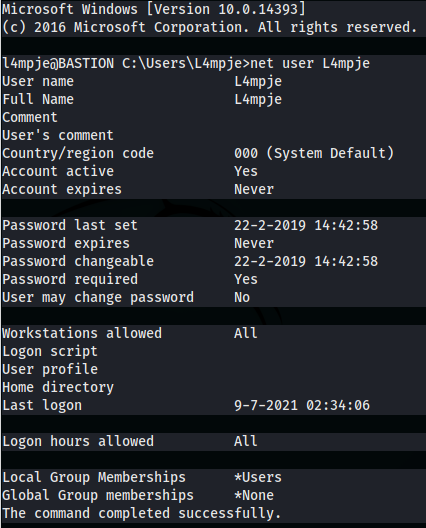 Microsoft Windows [Version 10.0.14393]
(c) 2016 Microsoft Corporation. All rights reserved.
l4mpje@BASTION C:\Users\L4mpje>net user L4mpje
User name                    L4mpje
Full Name                    L4mpje
Comment
User's comment
Country/region code          000 (System Default)
Account active               Yes
Account expires              Never
Password last set            22-2-2019 14:42:58
Password expires             Never
Password changeable          22-2-2019 14:42:58
Password required            Yes
User may change password     No
Workstations allowed         All
Logon script
User profile
Home directory
Last logon                   9-7-2021 02:34:06
Logon hours allowed          All
Local Group Memberships      *Users
Global Group memberships     *None
The command completed successfully.